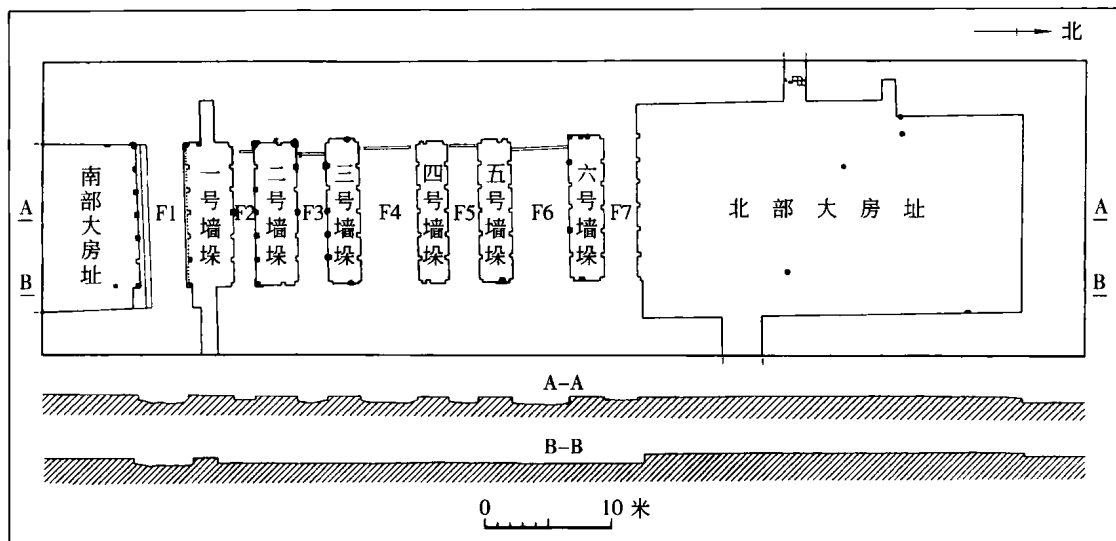 北
南部大房址
F1
一号墙垛
F2
二号墙垛
F3
三号墙垛
F4
四号墙垛
F5
五号墙垛
F6
六号墙垛
F7
北部大房址
A
A
B
B
A-A
B-B
0 10 米